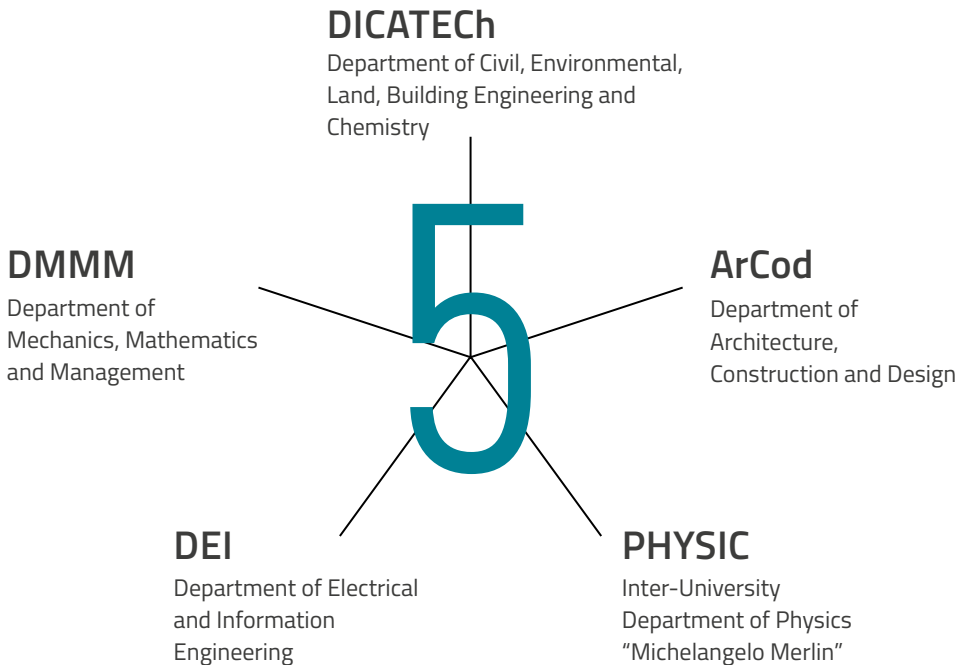 DICATECh
Department of Civil, Environmental,
Land, Building Engineering and
Chemistry
5
DMMM
Department of
Mechanics, Mathematics
and Management
ArCod
Department of
Architecture,
Construction and Design
DEI
Department of Electrical
and Information
Engineering
PHYSIC
Inter-University
Department of Physics
“Michelangelo Merlin”